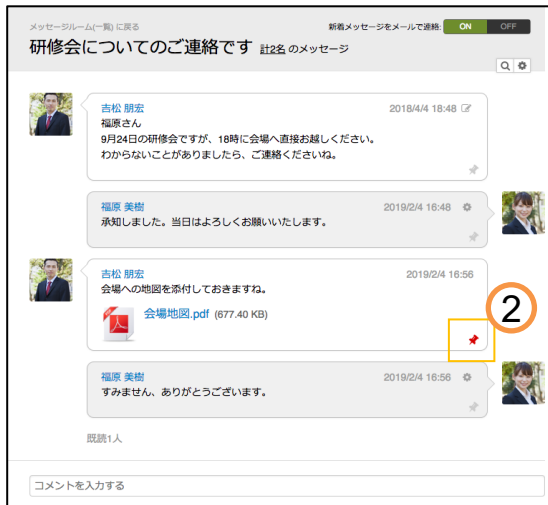 メッセージルーム(一覧) に戻る
新着メッセージをメールで連絡: ON OFF
研修会についてのご連絡です 計2名 のメッセージ
吉松 朋宏 2018/4/4 18:48
福原さん
9月24日の研修会ですが、18時に会場へ直接お越しください。
わからないことがありましたら、ご連絡くださいね。
福原 美樹 2019/2/4 16:48
承知しました。当日はよろしくお願いいたします。
吉松 朋宏 2019/2/4 16:56
会場への地図を添付しておきますね。
会場地図.pdf (677.40 KB)
2
福原 美樹 2019/2/4 16:56
すみません、ありがとうございます。
既読1人
コメントを入力する